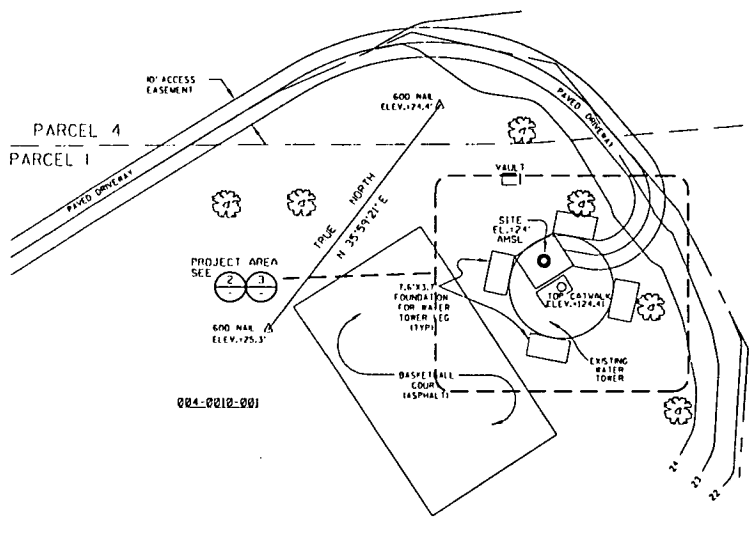 10' ACCESS
EASEMENT
600 NAIL
ELEV.=24.4'
PARCEL 4
PARCEL 1
PAVED DRIVEWAY
PAVED DRIVEWAY
VAULT
TRUE NORTH
N 35°59'21" E
SITE
EL.=24'
AMSL
PROJECT AREA
SEE
2
-
3
-
7.6'X3.7'
FOUNDATION
FOR WATER
TOWER LEG
(TYP)
TOP CATWALK
ELEV.=124.4'
600 NAIL
ELEV.=25.3'
EXISTING
WATER
TOWER
BASKETBALL
COURT
(ASPHALT)
004-0010-001
24
23
22